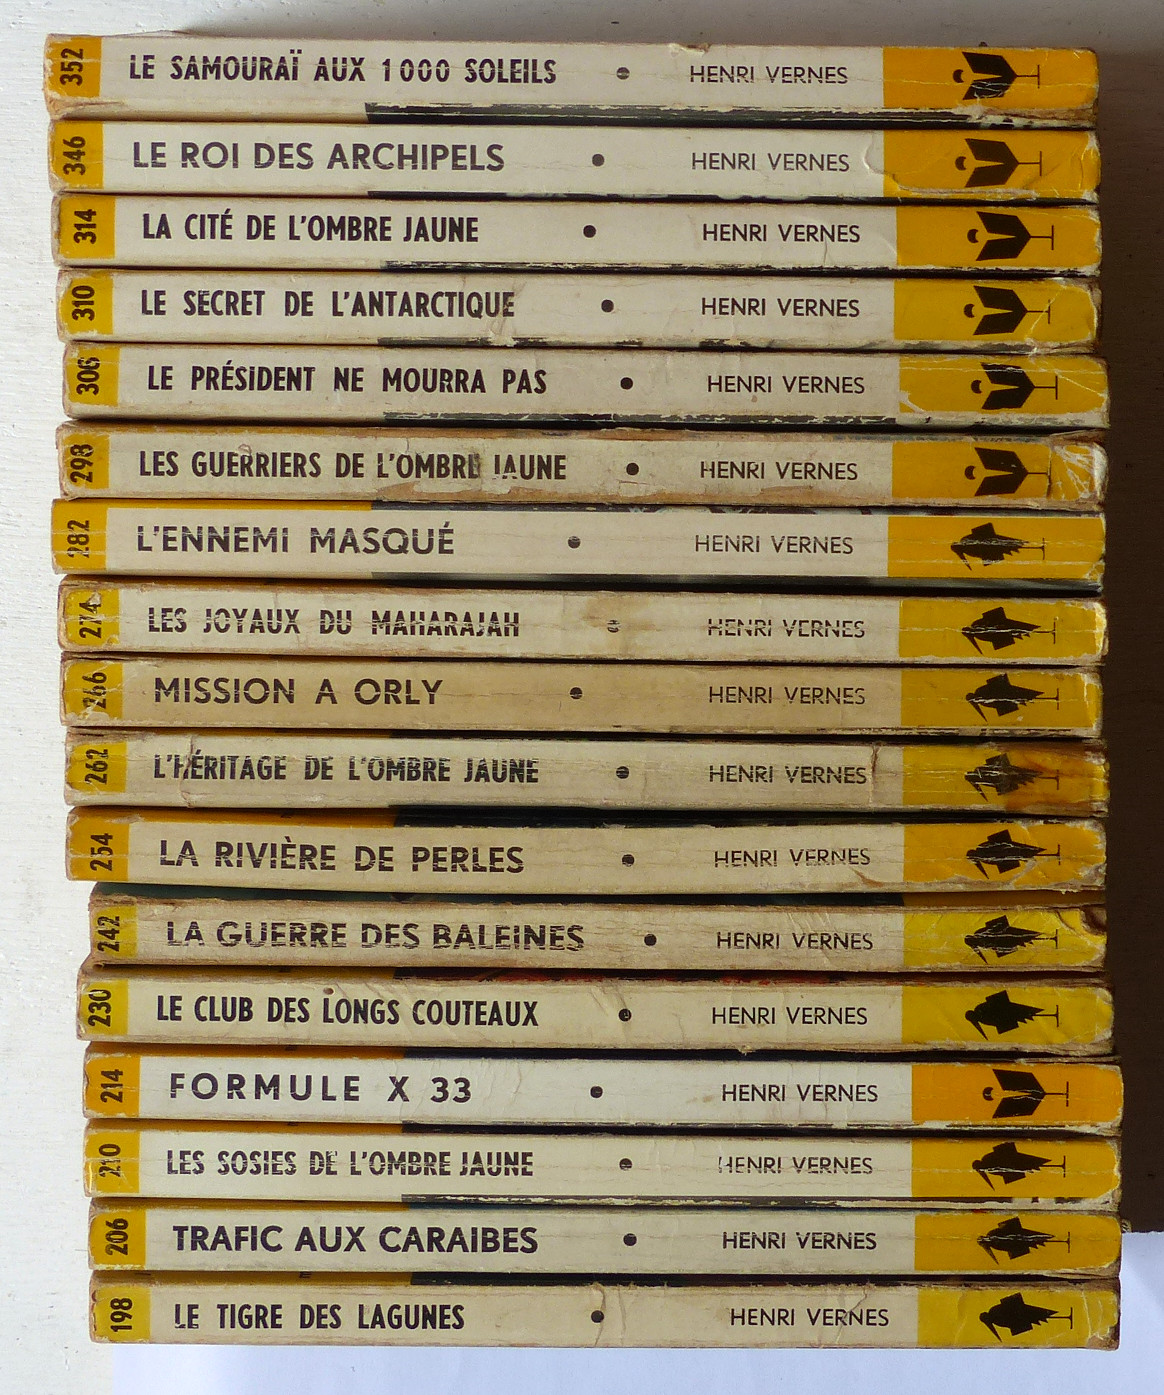 352 LE SAMOURAÏ AUX 1000 SOLEILS • HENRI VERNES
346 LE ROI DES ARCHIPELS • HENRI VERNES
314 LA CITÉ DE L'OMBRE JAUNE • HENRI VERNES
310 LE SECRET DE L'ANTARCTIQUE • HENRI VERNES
306 LE PRÉSIDENT NE MOURRA PAS • HENRI VERNES
298 LES GUERRIERS DE L'OMBRE JAUNE • HENRI VERNES
282 L'ENNEMI MASQUÉ • HENRI VERNES
274 LES JOYAUX DU MAHARAJAH • HENRI VERNES
266 MISSION A ORLY • HENRI VERNES
262 L'HÉRITAGE DE L'OMBRE JAUNE • HENRI VERNES
254 LA RIVIÈRE DE PERLES • HENRI VERNES
242 LA GUERRE DES BALEINES • HENRI VERNES
230 LE CLUB DES LONGS COUTEAUX • HENRI VERNES
214 FORMULE X 33 • HENRI VERNES
210 LES SOSIES DE L'OMBRE JAUNE • HENRI VERNES
206 TRAFIC AUX CARAIBES • HENRI VERNES
198 LE TIGRE DES LAGUNES • HENRI VERNES